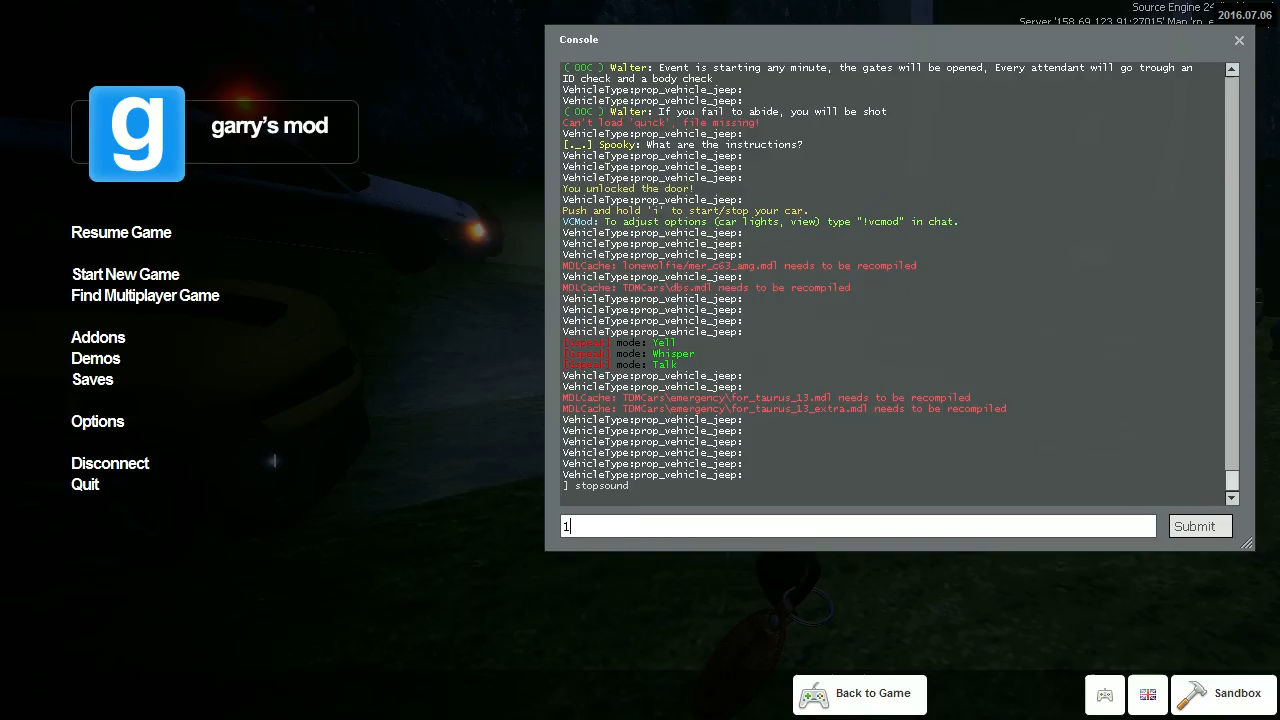 Source Engine 24
2016.07.06
Server '158.69.123.91:27015' Map 'rp_e
Console
( OOC ) Walter: Event is starting any minute, the gates will be opened, Every attendant will go trough an
ID check and a body check
VehicleType:prop_vehicle_jeep:
VehicleType:prop_vehicle_jeep:
( OOC ) Walter: If you fail to abide, you will be shot
Can't load 'quick', file missing!
VehicleType:prop_vehicle_jeep:
[._.] Spooky: What are the instructions?
VehicleType:prop_vehicle_jeep:
VehicleType:prop_vehicle_jeep:
VehicleType:prop_vehicle_jeep:
You unlocked the door!
VehicleType:prop_vehicle_jeep:
Push and hold 'i' to start/stop your car.
VCMod: To adjust options (car lights, view) type "!vcmod" in chat.
VehicleType:prop_vehicle_jeep:
VehicleType:prop_vehicle_jeep:
VehicleType:prop_vehicle_jeep:
MDLCache: lonewolfie/mer_c63_amg.mdl needs to be recompiled
VehicleType:prop_vehicle_jeep:
MDLCache: TDMCars\dbs.mdl needs to be recompiled
VehicleType:prop_vehicle_jeep:
VehicleType:prop_vehicle_jeep:
VehicleType:prop_vehicle_jeep:
VehicleType:prop_vehicle_jeep:
mode: Yell
mode: Whisper
mode: Talk
VehicleType:prop_vehicle_jeep:
VehicleType:prop_vehicle_jeep:
MDLCache: TDMCars\emergency\for_taurus_13.mdl needs to be recompiled
MDLCache: TDMCars\emergency\for_taurus_13_extra.mdl needs to be recompiled
VehicleType:prop_vehicle_jeep:
VehicleType:prop_vehicle_jeep:
VehicleType:prop_vehicle_jeep:
VehicleType:prop_vehicle_jeep:
VehicleType:prop_vehicle_jeep:
VehicleType:prop_vehicle_jeep:
] stopsound
1
Submit
g
garry's mod
Resume Game
Start New Game
Find Multiplayer Game
Addons
Demos
Saves
Options
Disconnect
Quit
Back to Game
Sandbox